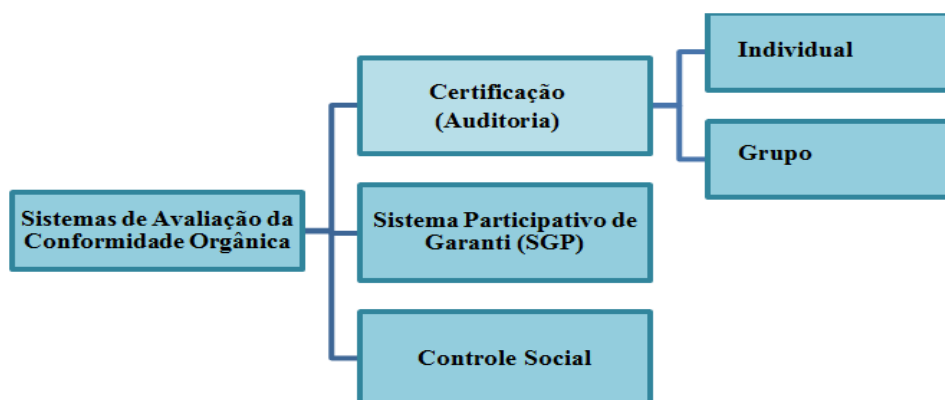 Sistemas de Avaliação da
Conformidade Orgânica
Certificação
(Auditoria)
Individual
Grupo
Sistema Participativo de
Garanti (SGP)
Controle Social